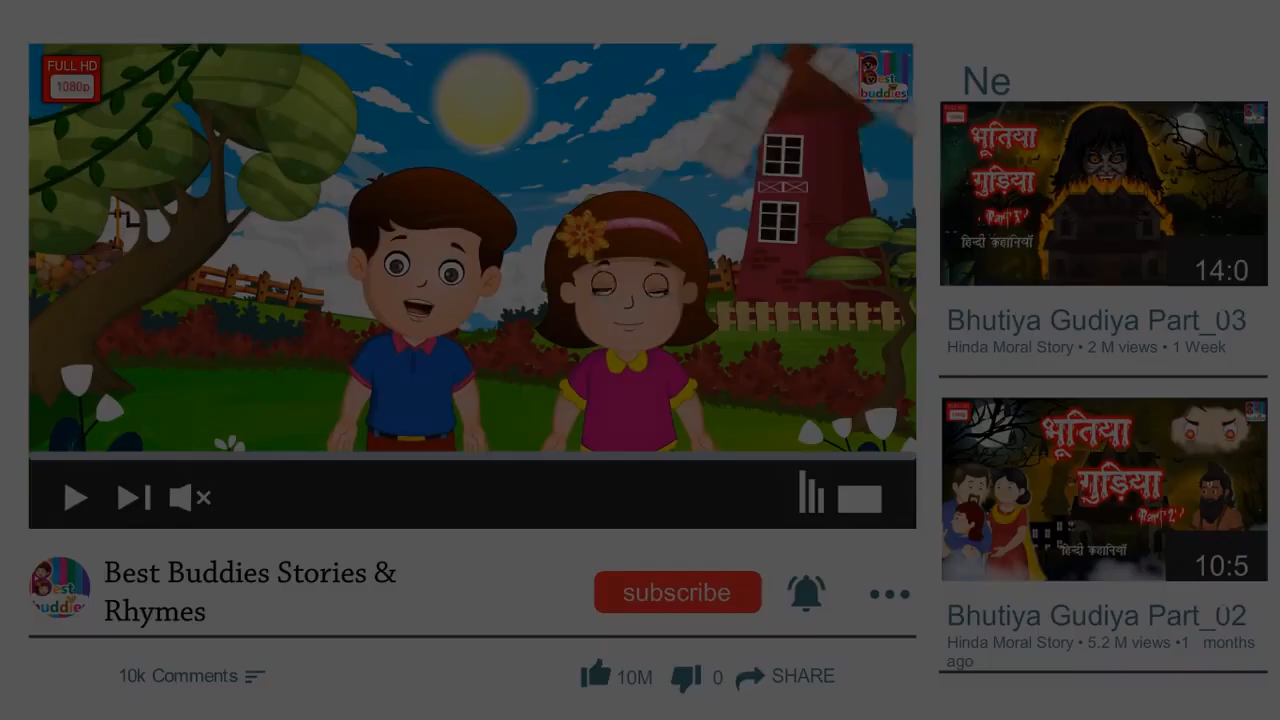 FULL HD
1080p
Best
buddies
Best Buddies Stories &
Rhymes
subscribe
10k Comments
10M
0
SHARE
Ne
भूतिया
गुड़िया
Part 3
हिन्दी कहानियाँ
14:0
Bhutiya Gudiya Part_03
Hinda Moral Story • 2 M views • 1 Week
भूतिया
गुड़िया
Part 2
हिन्दी कहानियाँ
10:5
Bhutiya Gudiya Part_02
Hinda Moral Story • 5.2 M views •1 months
ago